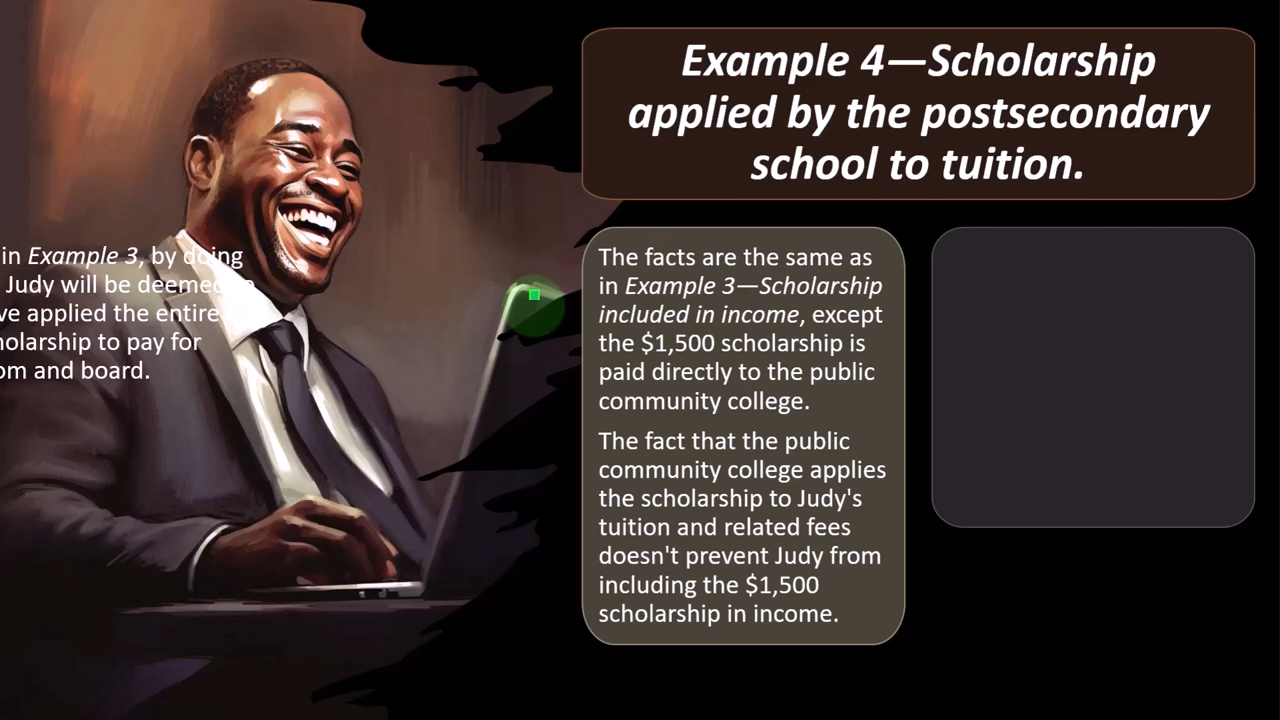 Example 4—Scholarship
applied by the postsecondary
school to tuition.
in Example 3, by doing
Judy will be deemed
applied the entire
to pay for
and board.
The facts are the same as
in Example 3—Scholarship
included in income, except
the $1,500 scholarship is
paid directly to the public
community college.
The fact that the public
community college applies
the scholarship to Judy's
tuition and related fees
doesn't prevent Judy from
including the $1,500
scholarship in income.